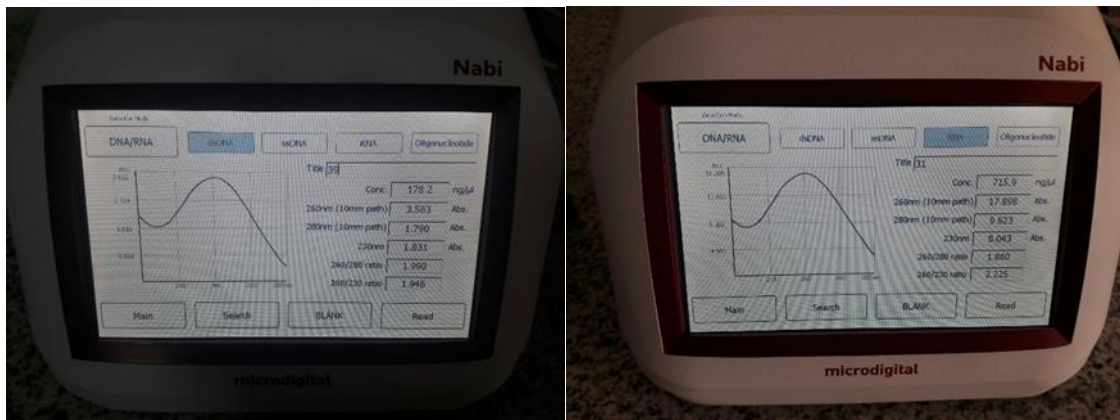 Nabi
DNA/RNA dsDNA ssDNA RNA Oligonucleotide
Title 39
Conc. 178.2 ng/µl
260nm (10mm path) 3.563 Abs.
280nm (10mm path) 1.790 Abs.
230nm 1.831 Abs.
260/280 ratio 1.990
260/230 ratio 1.946
Main Search BLANK Read
microdigital
Nabi
DNA/RNA dsDNA ssDNA RNA Oligonucleotide
Title 31
Conc. 715.9 ng/µl
260nm (10mm path) 17.898 Abs.
280nm (10mm path) 9.623 Abs.
230nm 8.043 Abs.
260/280 ratio 1.860
260/230 ratio 2.225
Main Search BLANK Read
microdigital